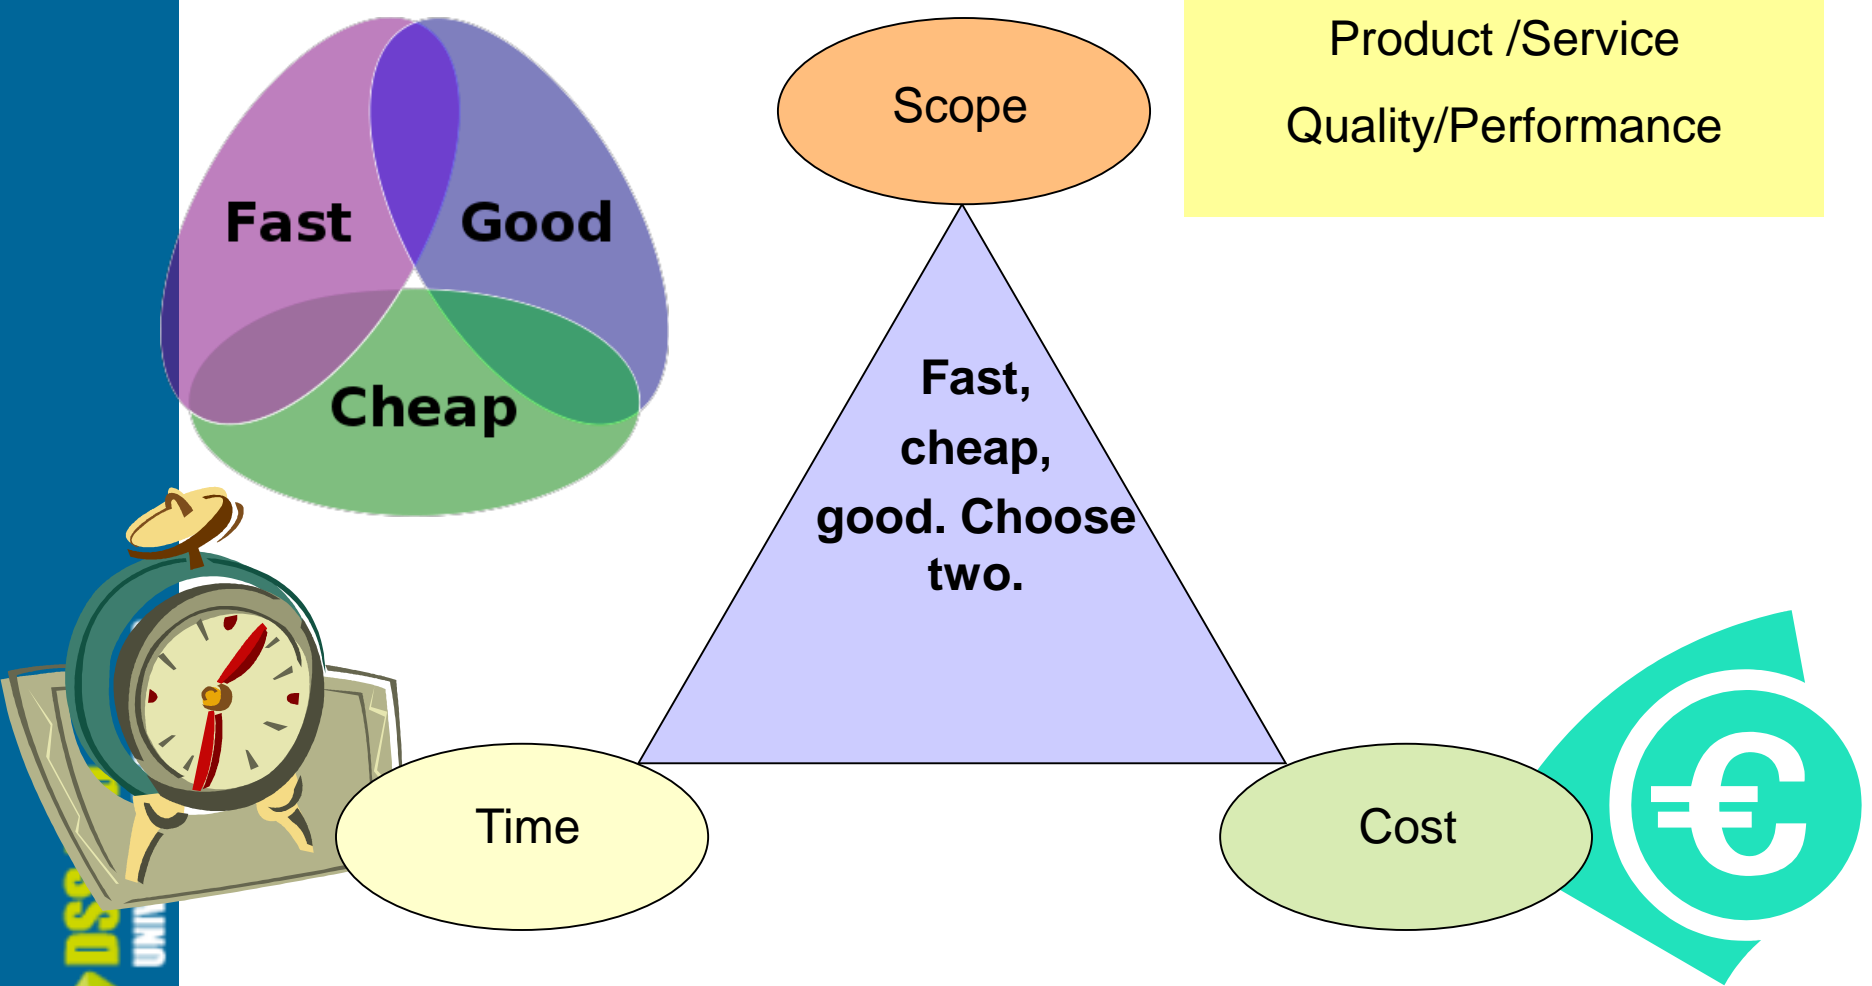 Product /Service
Quality/Performance
Scope
Fast
Good
Cheap
Fast,
cheap,
good. Choose
two.
Time
Cost
€